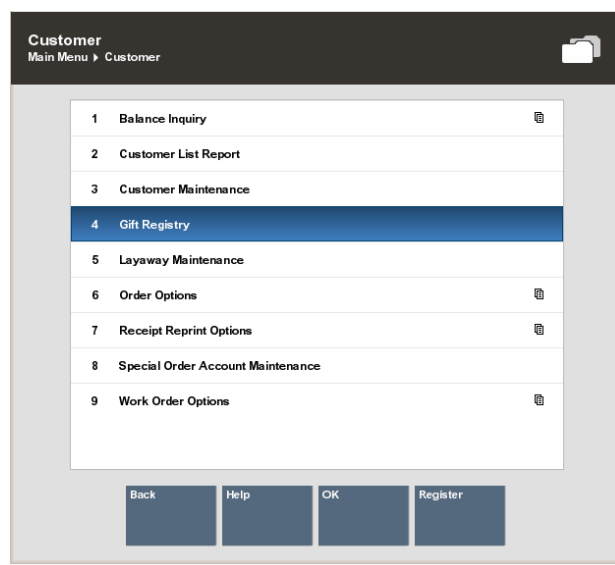 Customer
Main Menu ▸ Customer
1 Balance Inquiry
2 Customer List Report
3 Customer Maintenance
4 Gift Registry
5 Layaway Maintenance
6 Order Options
7 Receipt Reprint Options
8 Special Order Account Maintenance
9 Work Order Options
Back Help OK Register